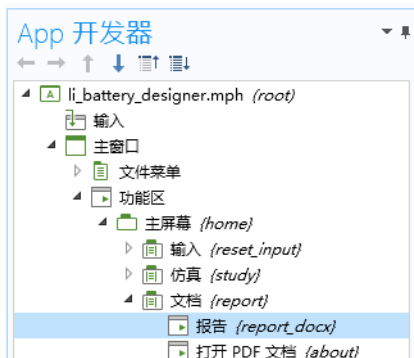 App 开发器
li_battery_designer.mph (root)
输入
主窗口
文件菜单
功能区
主屏幕 {home}
输入 {reset_input}
仿真 {study}
文档 {report}
报告 {report_docx}
打开 PDF 文档 {about}